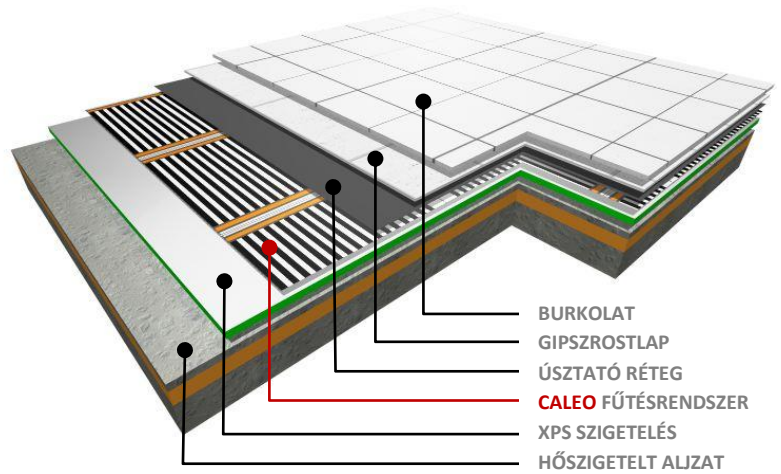 BURKOLAT
GIPSZROSTLAP
ÚSZTATÓ RÉTEG
CALEO FŰTÉSRENDSZER
XPS SZIGETELÉS
HŐSZIGETELT ALJZAT